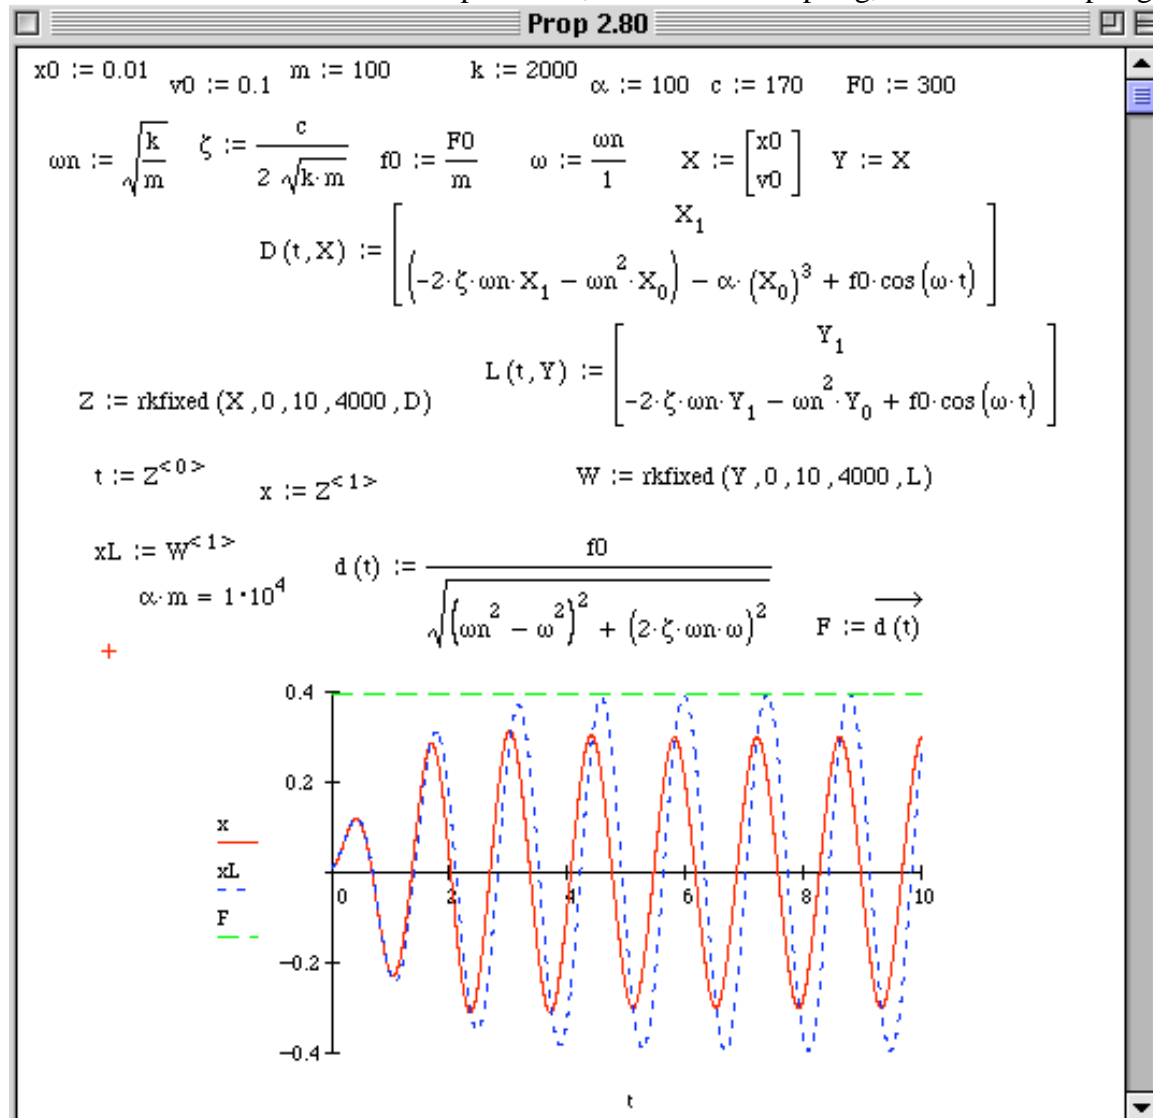 Prop 2.80
x0 := 0.01 v0 := 0.1 m := 100 k := 2000 α := 100 c := 170 F0 := 300
ωn := √(k/m) ζ := c/(2·√(k·m)) f0 := F0/m ω := ωn/1 X := [x0 v0] Y := X
D(t,X) := [X₁ (-2·ζ·ωn·X₁ − ωn²·X₀) − α·(X₀)³ + f0·cos(ω·t)]
L(t,Y) := [Y₁ -2·ζ·ωn·Y₁ − ωn²·Y₀ + f0·cos(ω·t)]
Z := rkfixed(X,0,10,4000,D)
t := Z^<0> x := Z^<1> W := rkfixed(Y,0,10,4000,L)
xL := W^<1> d(t) := f0/√((ωn² − ω²)² + (2·ζ·ωn·ω)²) F := d(t)
α·m = 1·10⁴
0.4
0.2
x
xL
F
0 2 4 6 8 10
−0.2
−0.4
t